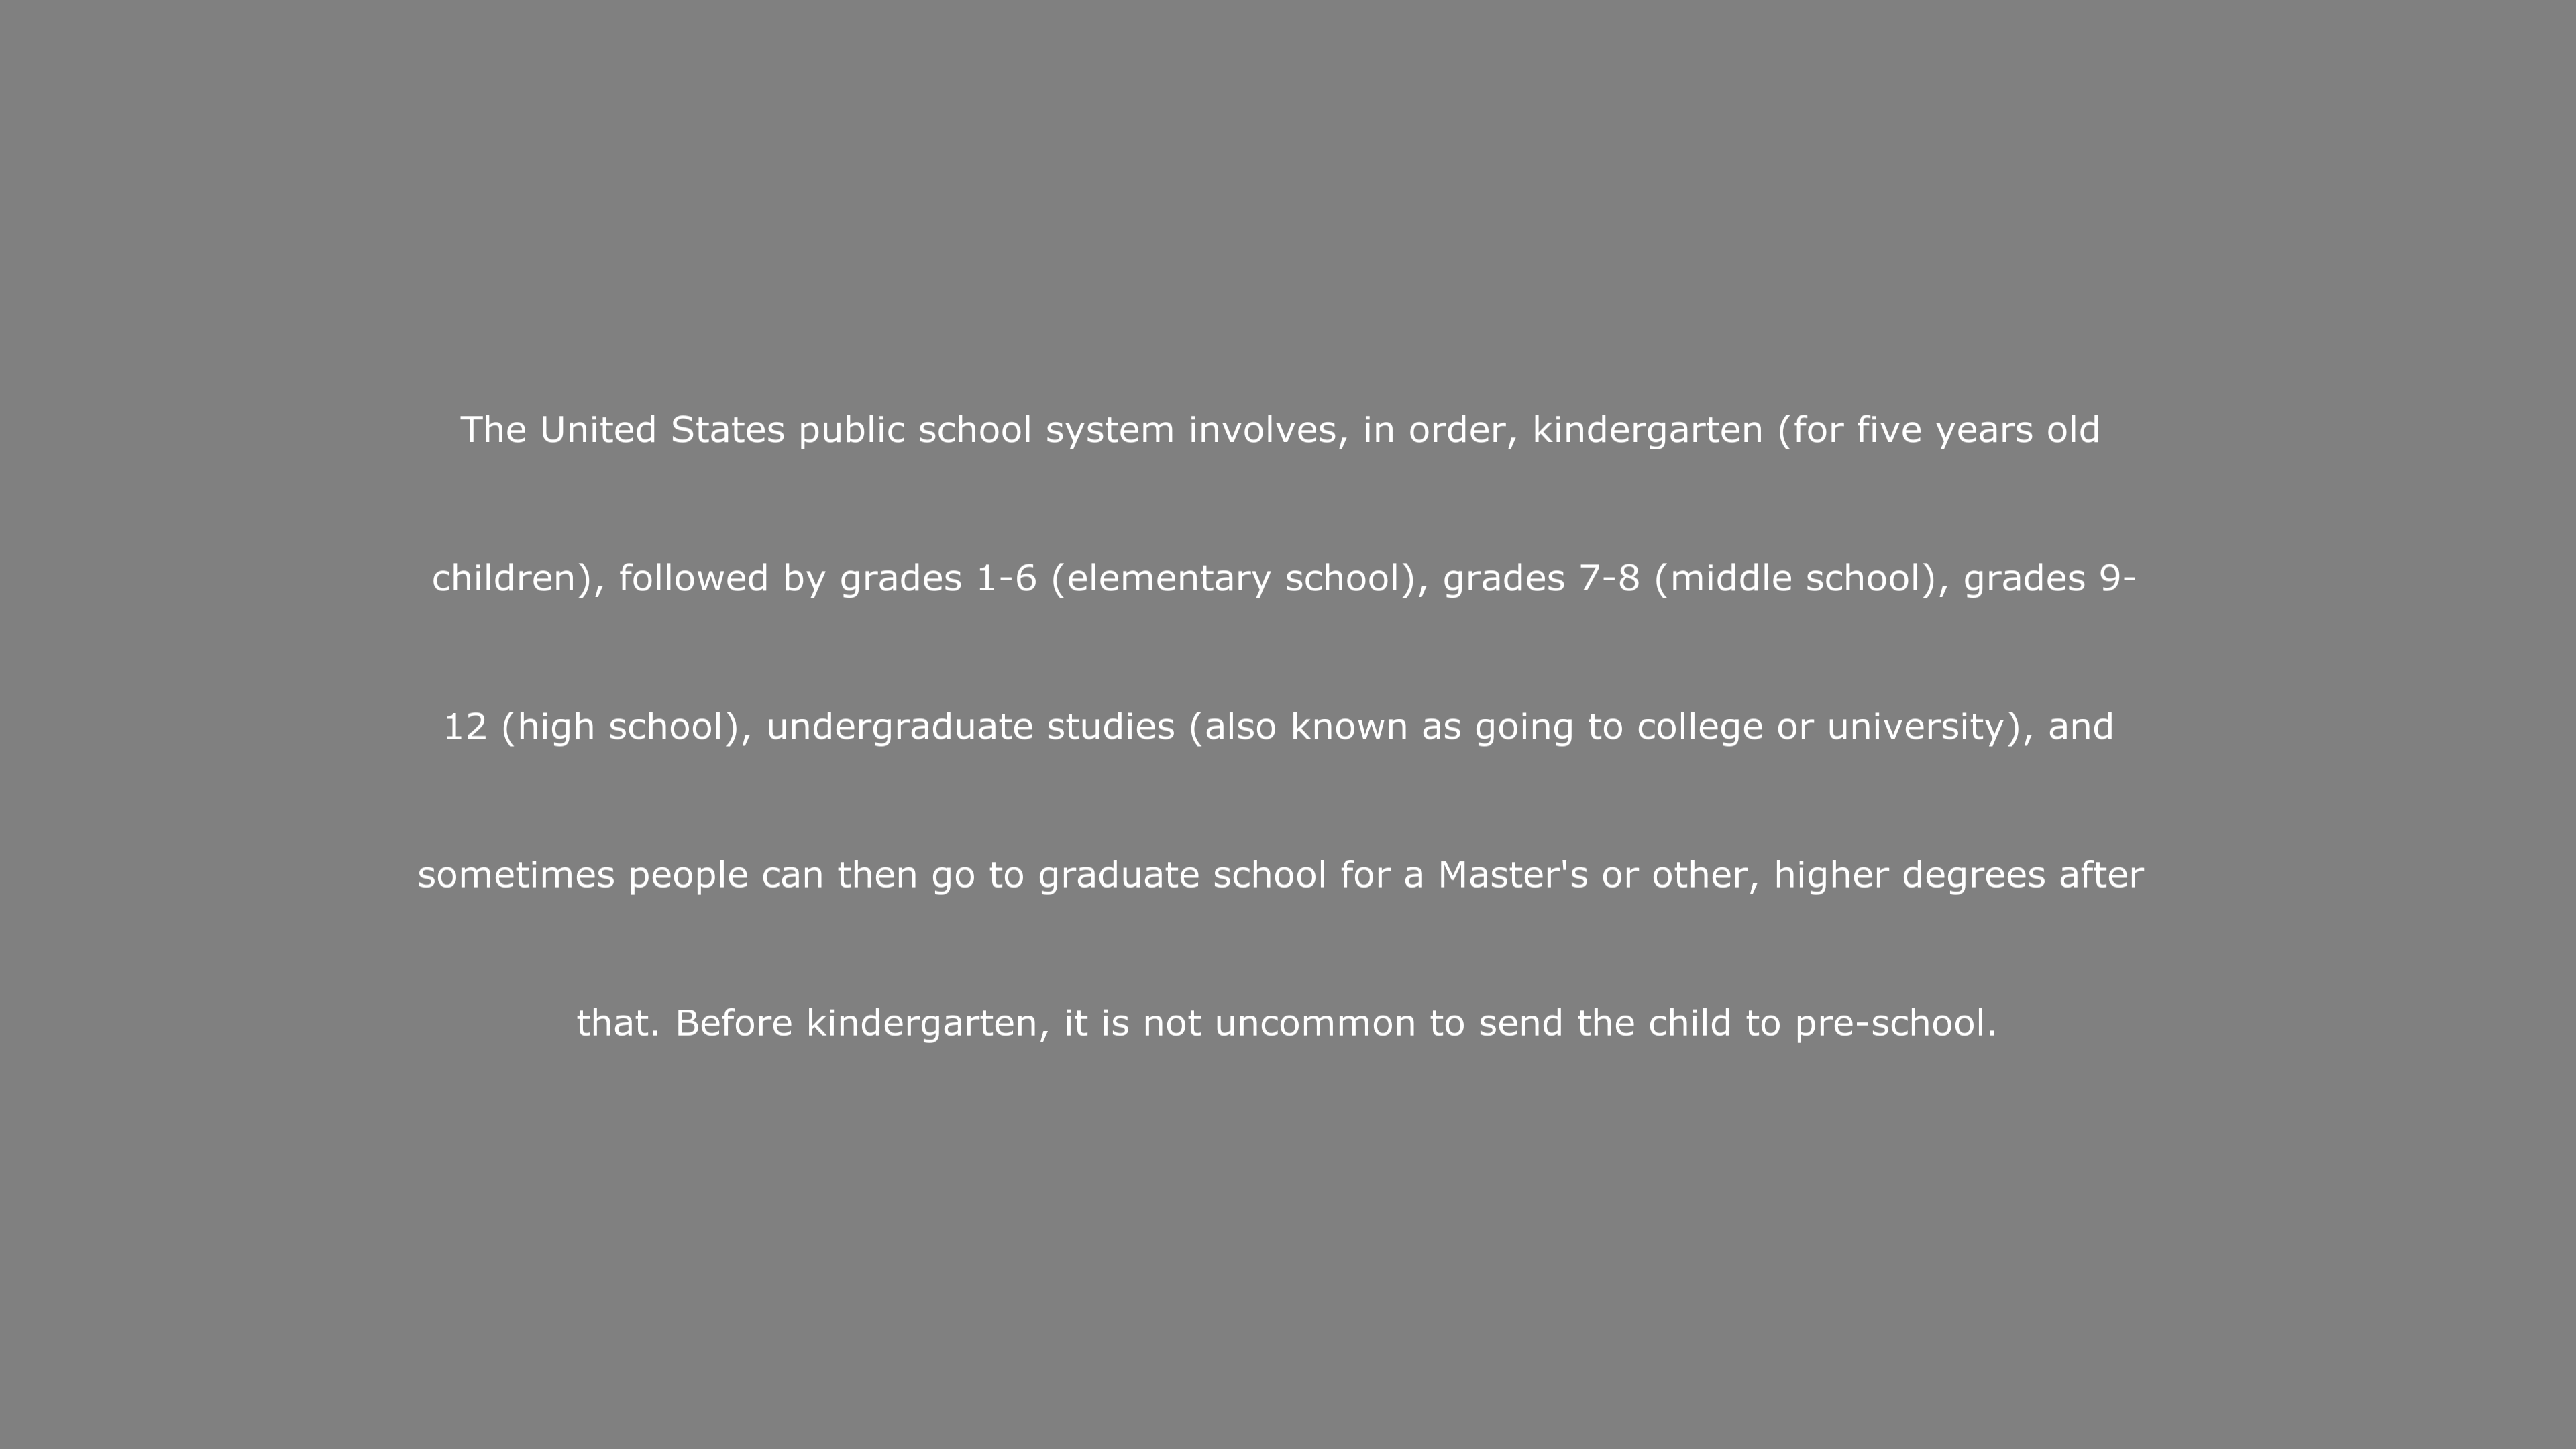 The United States public school system involves, in order, kindergarten (for five years old
children), followed by grades 1-6 (elementary school), grades 7-8 (middle school), grades 9-
12 (high school), undergraduate studies (also known as going to college or university), and
sometimes people can then go to graduate school for a Master's or other, higher degrees after
that. Before kindergarten, it is not uncommon to send the child to pre-school.